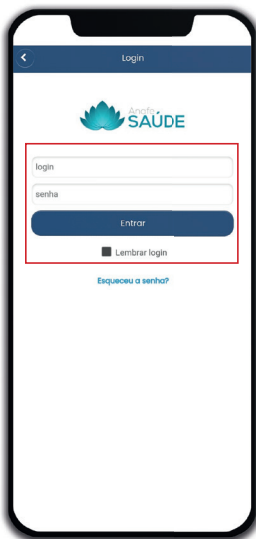 Login
Anafe
SAÚDE
login
senha
Entrar
Lembrar login
Esqueceu a senha?